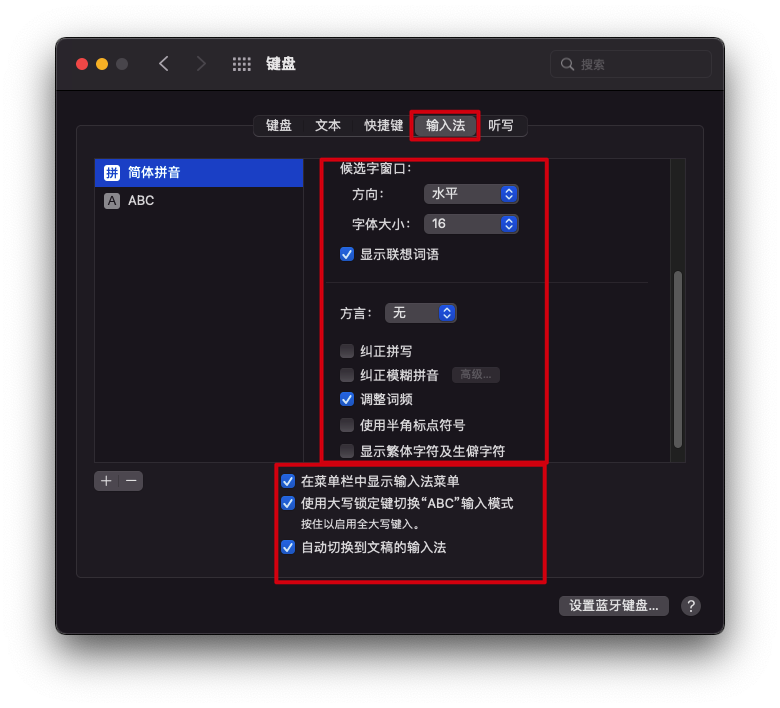 键盘
搜索
键盘 文本 快捷键 输入法 听写
拼 简体拼音
A ABC
候选字窗口:
方向: 水平
字体大小: 16
显示联想词语
方言: 无
纠正拼写
纠正模糊拼音 高级...
调整词频
使用半角标点符号
显示繁体字符及生僻字符
在菜单栏中显示输入法菜单
使用大写锁定键切换“ABC”输入模式
按住以启用全大写键入。
自动切换到文稿的输入法
设置蓝牙键盘... ?